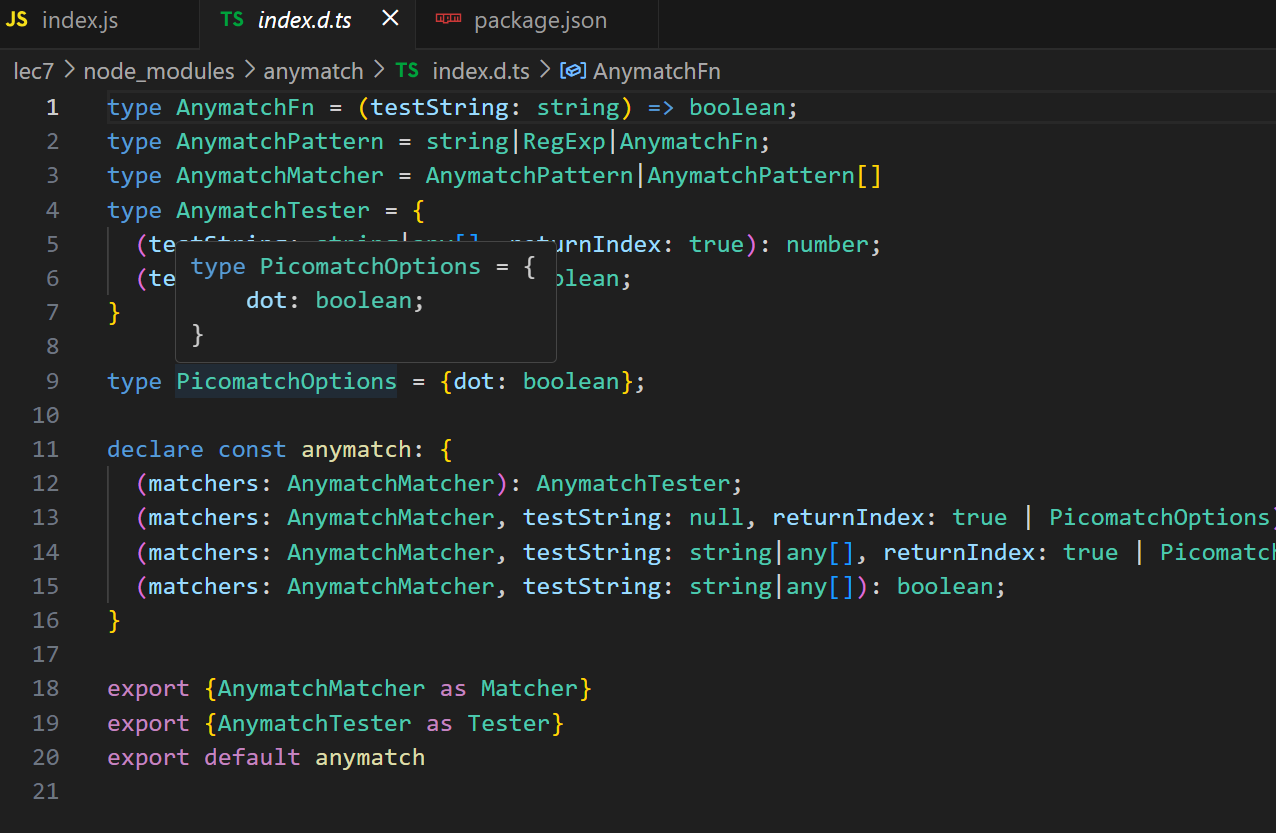 JS index.js TS index.d.ts × npm package.json
lec7 > node_modules > anymatch > TS index.d.ts > AnymatchFn
1 type AnymatchFn = (testString: string) => boolean;
2 type AnymatchPattern = string|RegExp|AnymatchFn;
3 type AnymatchMatcher = AnymatchPattern|AnymatchPattern[]
4 type AnymatchTester = {
5 (testString: string|any[], returnIndex: true): number;
type PicomatchOptions = {
6 (te olean;
dot: boolean;
7 }
}
8
9 type PicomatchOptions = {dot: boolean};
10
11 declare const anymatch: {
12 (matchers: AnymatchMatcher): AnymatchTester;
13 (matchers: AnymatchMatcher, testString: null, returnIndex: true | PicomatchOptions)
14 (matchers: AnymatchMatcher, testString: string|any[], returnIndex: true | Picomatch
15 (matchers: AnymatchMatcher, testString: string|any[]): boolean;
16 }
17
18 export {AnymatchMatcher as Matcher}
19 export {AnymatchTester as Tester}
20 export default anymatch
21